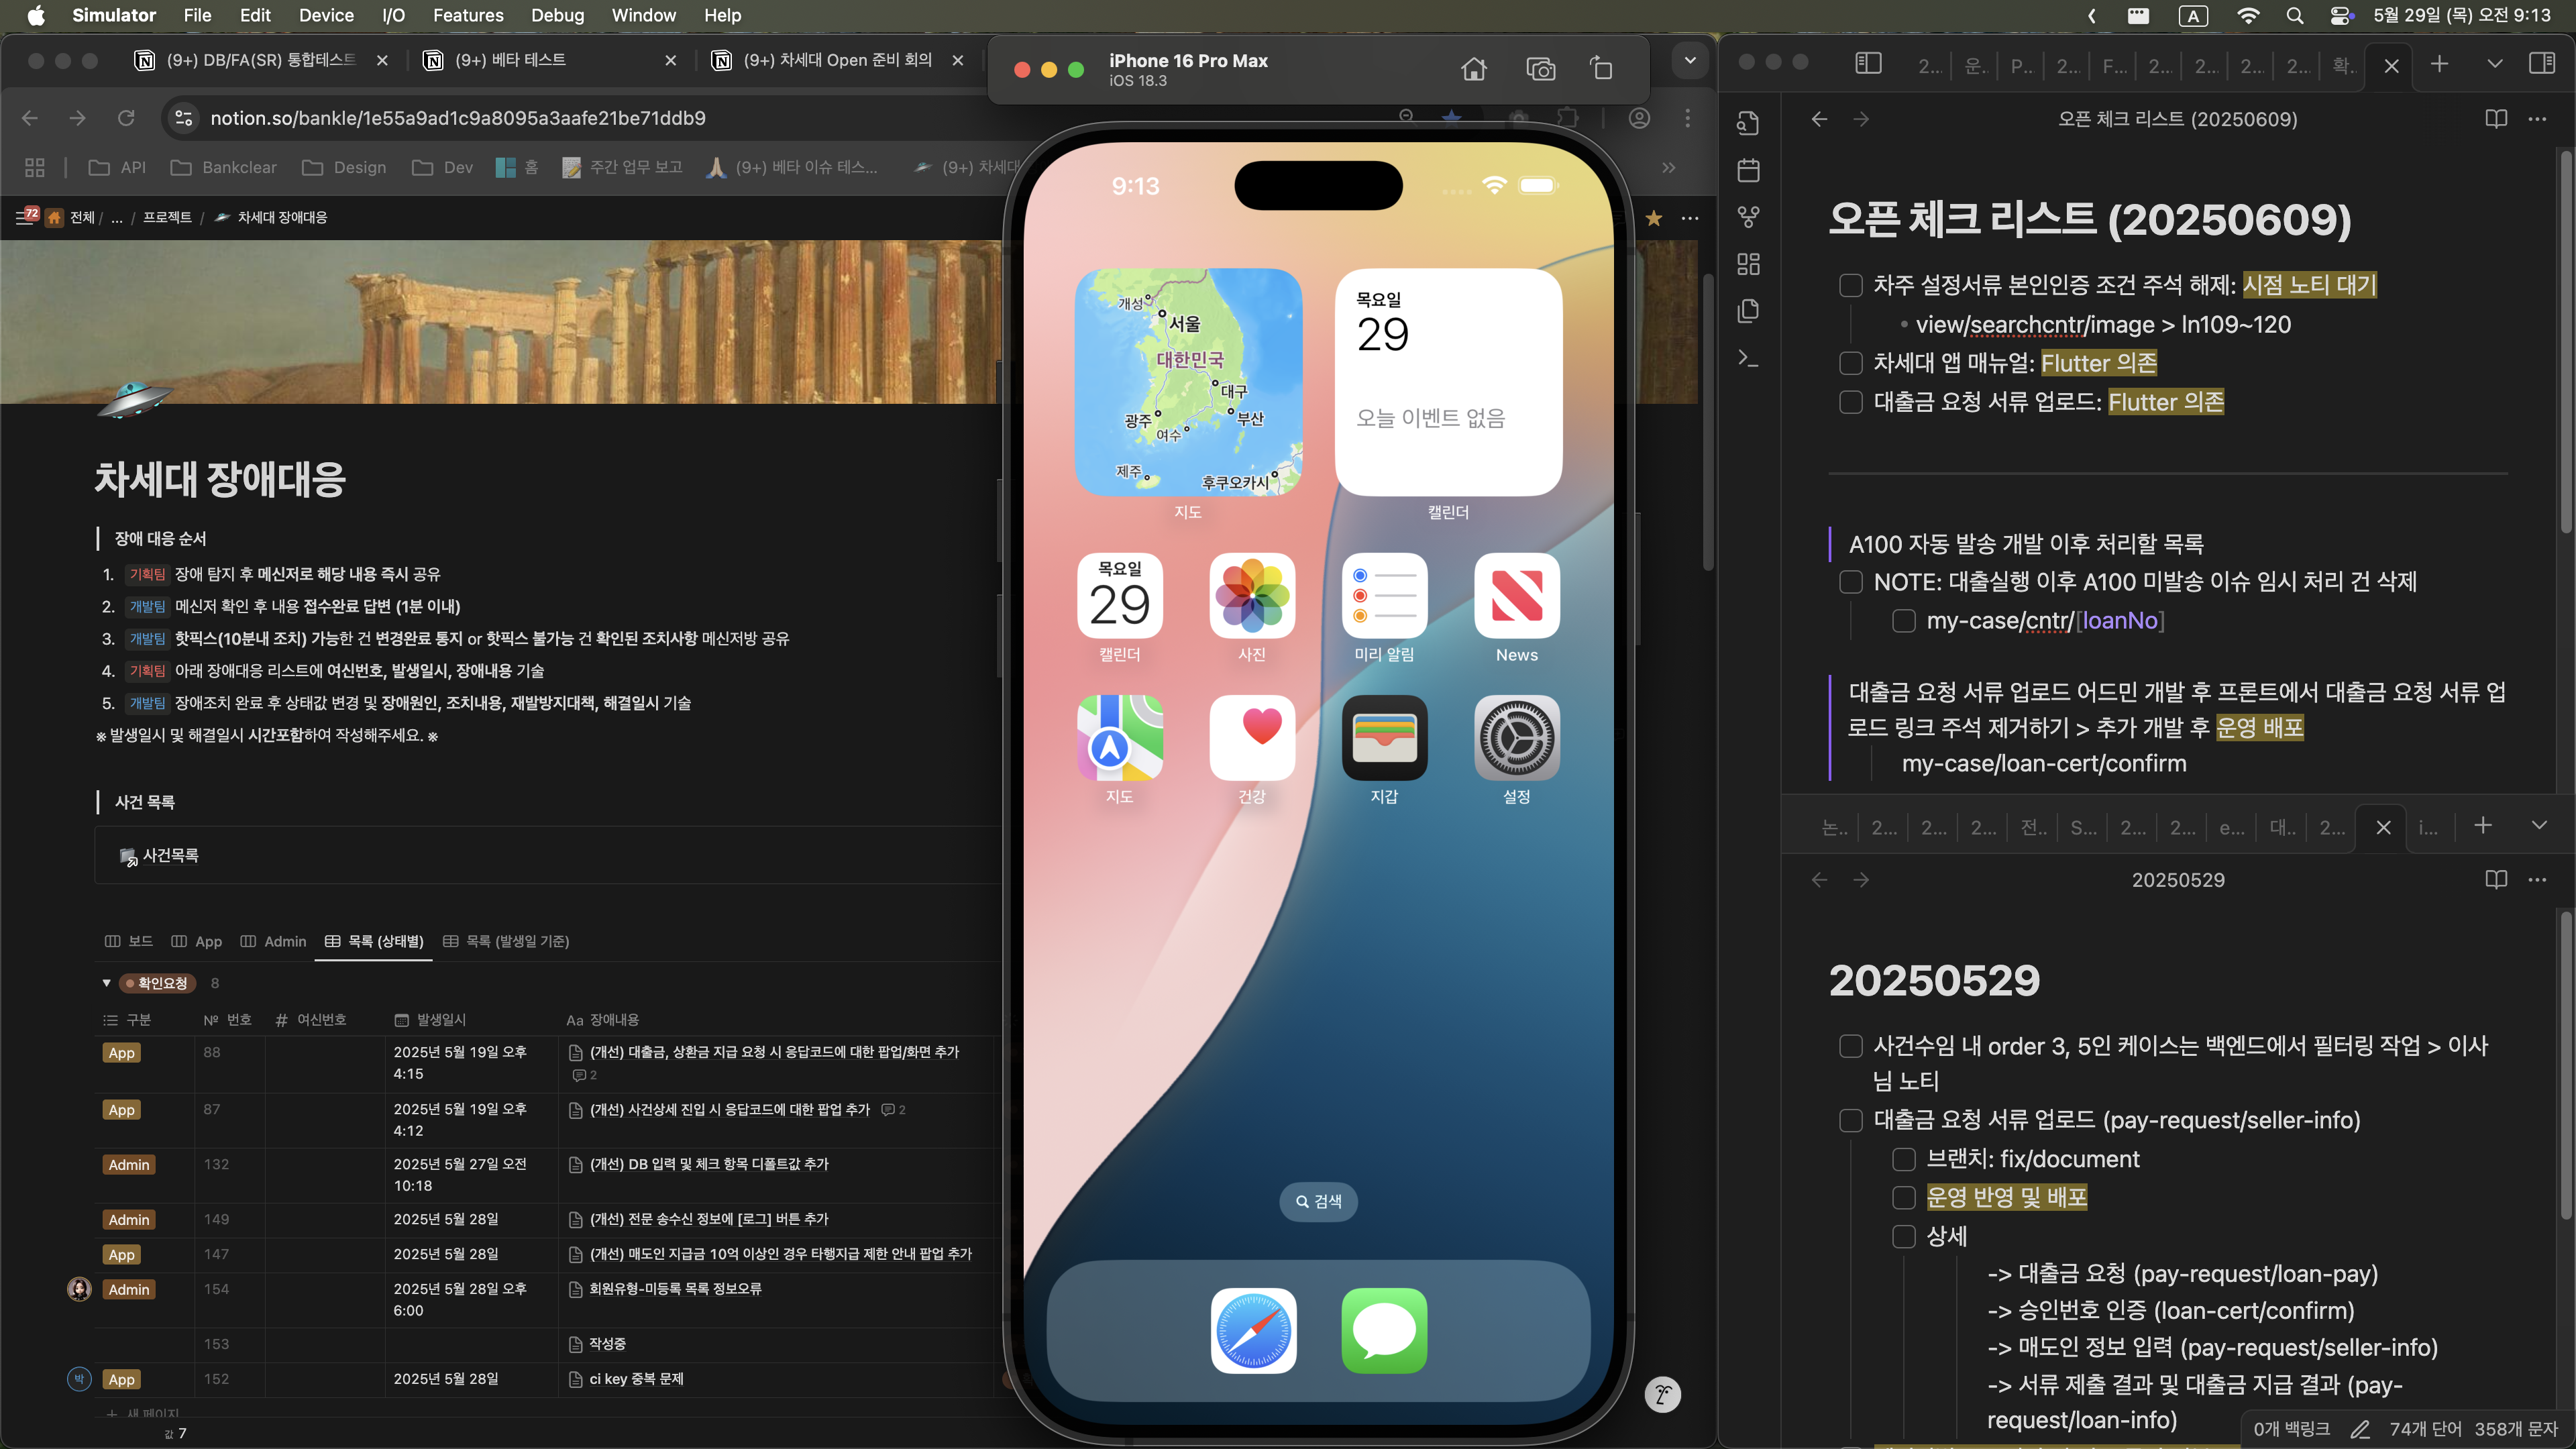 Simulator File Edit Device I/O Features Debug Window Help
A 5월 29일 (목) 오전 9:13
(9+) DB/FA(SR) 통합테스트
(9+) 베타 테스트
(9+) 차세대 Open 준비 회의
notion.so/bankle/1e55a9ad1c9a8095a3aafe21be71ddb9
API Bankclear Design Dev 홈 주간 업무 보고 (9+) 베타 이슈 테스... (9+) 차세대
72 전체 / ... / 프로젝트 / 차세대 장애대응
차세대 장애대응
장애 대응 순서
1. 기획팀 장애 탐지 후 메신저로 해당 내용 즉시 공유
2. 개발팀 메신저 확인 후 내용 접수완료 답변 (1분 이내)
3. 개발팀 핫픽스(10분내 조치) 가능한 건 변경완료 통지 or 핫픽스 불가능 건 확인된 조치사항 메신저방 공유
4. 기획팀 아래 장애대응 리스트에 여신번호, 발생일시, 장애내용 기술
5. 개발팀 장애조치 완료 후 상태값 변경 및 장애원인, 조치내용, 재발방지대책, 해결일시 기술
※ 발생일시 및 해결일시 시간포함하여 작성해주세요. ※
사건 목록
사건목록
보드 App Admin 목록 (상태별) 목록 (발생일 기준)
확인요청 8
구분 번호 여신번호 발생일시 Aa 장애내용
App 88 2025년 5월 19일 오후 4:15 (개선) 대출금, 상환금 지급 요청 시 응답코드에 대한 팝업/화면 추가 2
App 87 2025년 5월 19일 오후 4:12 (개선) 사건상세 진입 시 응답코드에 대한 팝업 추가 2
Admin 132 2025년 5월 27일 오전 10:18 (개선) DB 입력 및 체크 항목 디폴트값 추가
Admin 149 2025년 5월 28일 (개선) 전문 송수신 정보에 [로그] 버튼 추가
App 147 2025년 5월 28일 (개선) 매도인 지급금 10억 이상인 경우 타행지급 제한 안내 팝업 추가
Admin 154 2025년 5월 28일 오후 6:00 회원유형-미등록 목록 정보오류
153 작성중
박 App 152 2025년 5월 28일 ci key 중복 문제
+ 새 페이지
값 7
iPhone 16 Pro Max
iOS 18.3
9:13
개성
서울
대한민국
대구
광주
부산
여수
제주
후쿠오카시
지도
목요일
29
오늘 이벤트 없음
캘린더
목요일
29
캘린더 사진 미리 알림 News
지도 건강 지갑 설정
검색
2... 운. P... 2... F... 2... 2... 2... 2... 확.
오픈 체크 리스트 (20250609)
오픈 체크 리스트 (20250609)
차주 설정서류 본인인증 조건 주석 해제: 시점 노티 대기
view/searchcntr/image > ln109~120
차세대 앱 매뉴얼: Flutter 의존
대출금 요청 서류 업로드: Flutter 의존
A100 자동 발송 개발 이후 처리할 목록
NOTE: 대출실행 이후 A100 미발송 이슈 임시 처리 건 삭제
my-case/cntr/[loanNo]
대출금 요청 서류 업로드 어드민 개발 후 프론트에서 대출금 요청 서류 업
로드 링크 주석 제거하기 > 추가 개발 후 운영 배포
my-case/loan-cert/confirm
논.. 2... 2... 2... 전.. S... 2... 2... e... 대.. 2... i...
20250529
20250529
사건수임 내 order 3, 5인 케이스는 백엔드에서 필터링 작업 > 이사
님 노티
대출금 요청 서류 업로드 (pay-request/seller-info)
브랜치: fix/document
운영 반영 및 배포
상세
-> 대출금 요청 (pay-request/loan-pay)
-> 승인번호 인증 (loan-cert/confirm)
-> 매도인 정보 입력 (pay-request/seller-info)
-> 서류 제출 결과 및 대출금 지급 결과 (pay-
request/loan-info)
0개 백링크 74개 단어 358개 문자